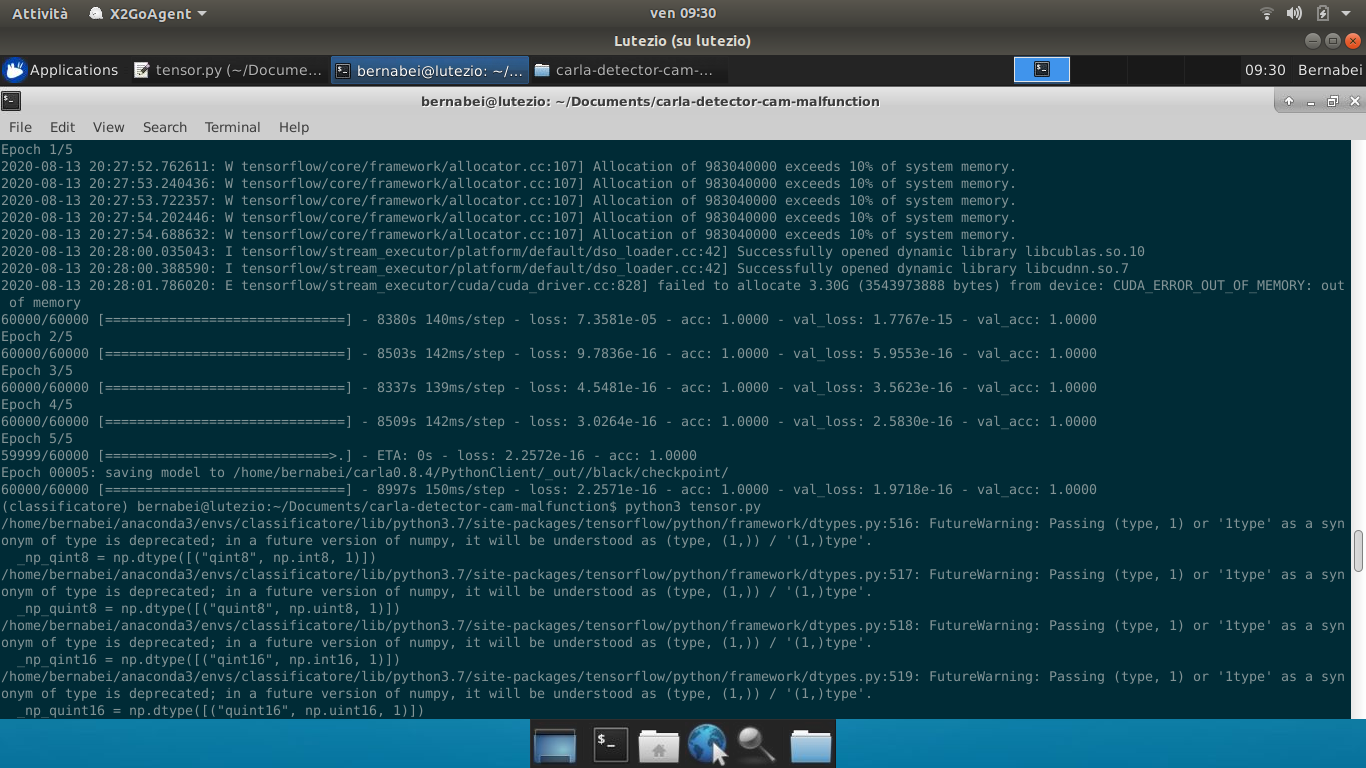 Attività X2GoAgent ven 09:30
Lutezio (su lutezio)
Applications tensor.py (~/Docume... bernabei@lutezio: ~/... carla-detector-cam-... 09:30 Bernabei
bernabei@lutezio: ~/Documents/carla-detector-cam-malfunction
File Edit View Search Terminal Help
Epoch 1/5
2020-08-13 20:27:52.762611: W tensorflow/core/framework/allocator.cc:107] Allocation of 983040000 exceeds 10% of system memory.
2020-08-13 20:27:53.240436: W tensorflow/core/framework/allocator.cc:107] Allocation of 983040000 exceeds 10% of system memory.
2020-08-13 20:27:53.722357: W tensorflow/core/framework/allocator.cc:107] Allocation of 983040000 exceeds 10% of system memory.
2020-08-13 20:27:54.202446: W tensorflow/core/framework/allocator.cc:107] Allocation of 983040000 exceeds 10% of system memory.
2020-08-13 20:27:54.688632: W tensorflow/core/framework/allocator.cc:107] Allocation of 983040000 exceeds 10% of system memory.
2020-08-13 20:28:00.035043: I tensorflow/stream_executor/platform/default/dso_loader.cc:42] Successfully opened dynamic library libcublas.so.10
2020-08-13 20:28:00.388590: I tensorflow/stream_executor/platform/default/dso_loader.cc:42] Successfully opened dynamic library libcudnn.so.7
2020-08-13 20:28:01.786020: E tensorflow/stream_executor/cuda/cuda_driver.cc:828] failed to allocate 3.30G (3543973888 bytes) from device: CUDA_ERROR_OUT_OF_MEMORY: out
of memory
60000/60000 [==============================] - 8380s 140ms/step - loss: 7.3581e-05 - acc: 1.0000 - val_loss: 1.7767e-15 - val_acc: 1.0000
Epoch 2/5
60000/60000 [==============================] - 8503s 142ms/step - loss: 9.7836e-16 - acc: 1.0000 - val_loss: 5.9553e-16 - val_acc: 1.0000
Epoch 3/5
60000/60000 [==============================] - 8337s 139ms/step - loss: 4.5481e-16 - acc: 1.0000 - val_loss: 3.5623e-16 - val_acc: 1.0000
Epoch 4/5
60000/60000 [==============================] - 8509s 142ms/step - loss: 3.0264e-16 - acc: 1.0000 - val_loss: 2.5830e-16 - val_acc: 1.0000
Epoch 5/5
59999/60000 [============================>.] - ETA: 0s - loss: 2.2572e-16 - acc: 1.0000
Epoch 00005: saving model to /home/bernabei/carla0.8.4/PythonClient/_out//black/checkpoint/
60000/60000 [==============================] - 8997s 150ms/step - loss: 2.2571e-16 - acc: 1.0000 - val_loss: 1.9718e-16 - val_acc: 1.0000
(classificatore) bernabei@lutezio:~/Documents/carla-detector-cam-malfunction$ python3 tensor.py
/home/bernabei/anaconda3/envs/classificatore/lib/python3.7/site-packages/tensorflow/python/framework/dtypes.py:516: FutureWarning: Passing (type, 1) or '1type' as a syn
onym of type is deprecated; in a future version of numpy, it will be understood as (type, (1,)) / '(1,)type'.
_np_qint8 = np.dtype([("qint8", np.int8, 1)])
/home/bernabei/anaconda3/envs/classificatore/lib/python3.7/site-packages/tensorflow/python/framework/dtypes.py:517: FutureWarning: Passing (type, 1) or '1type' as a syn
onym of type is deprecated; in a future version of numpy, it will be understood as (type, (1,)) / '(1,)type'.
_np_quint8 = np.dtype([("quint8", np.uint8, 1)])
/home/bernabei/anaconda3/envs/classificatore/lib/python3.7/site-packages/tensorflow/python/framework/dtypes.py:518: FutureWarning: Passing (type, 1) or '1type' as a syn
onym of type is deprecated; in a future version of numpy, it will be understood as (type, (1,)) / '(1,)type'.
_np_qint16 = np.dtype([("qint16", np.int16, 1)])
/home/bernabei/anaconda3/envs/classificatore/lib/python3.7/site-packages/tensorflow/python/framework/dtypes.py:519: FutureWarning: Passing (type, 1) or '1type' as a syn
onym of type is deprecated; in a future version of numpy, it will be understood as (type, (1,)) / '(1,)type'.
_np_quint16 = np.dtype([("quint16", np.uint16, 1)])